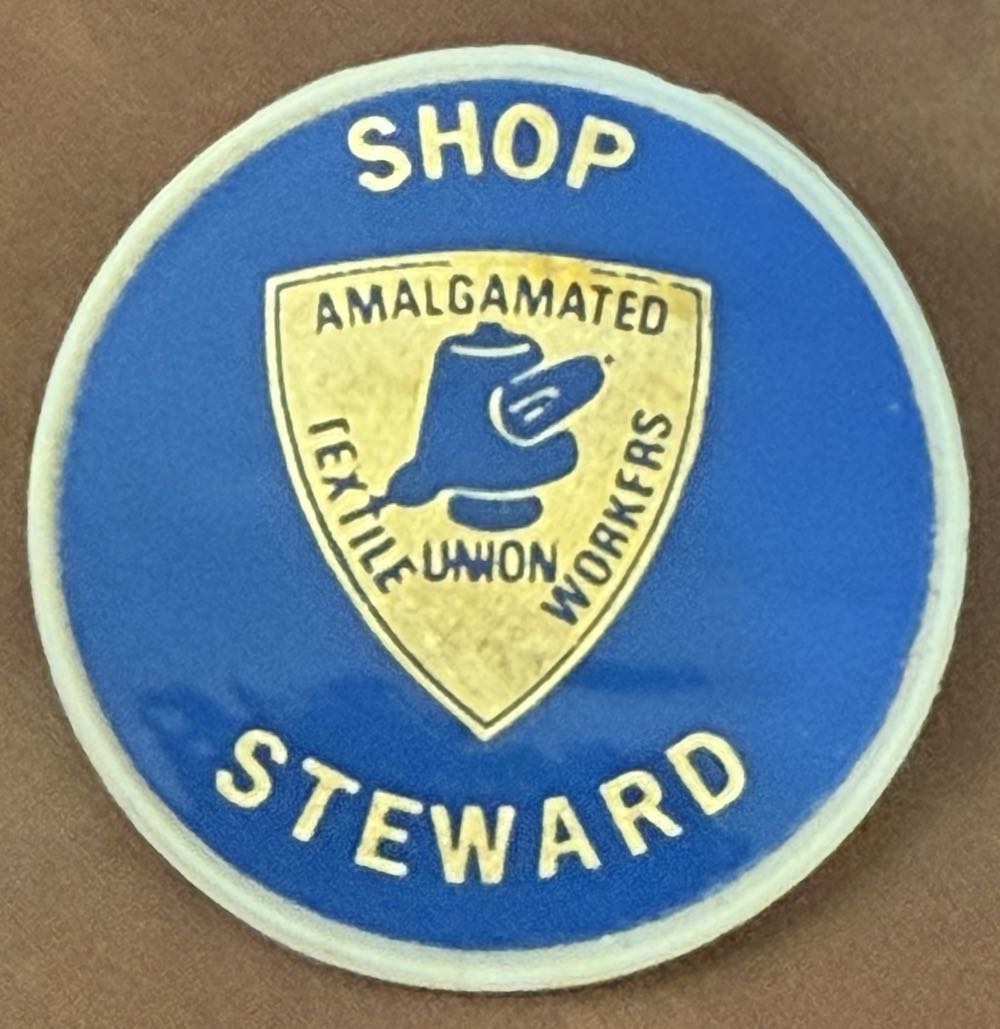 SHOP
AMALGAMATED
TEXTILE
UNION
WORKERS
STEWARD